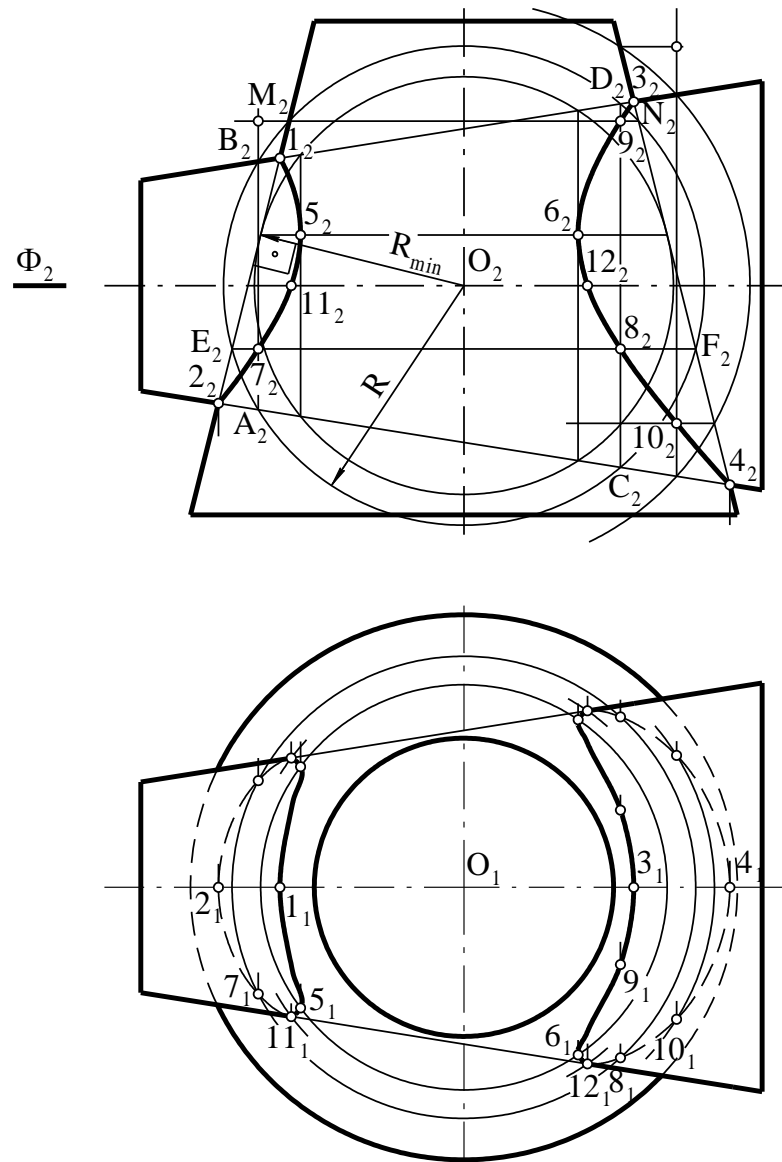 D₂ 3₂
M₂ N₂
B₂ 1₂ 9₂
5₂ 6₂
Rmin
Φ₂ O₂ 12₂
11₂
E₂ 8₂ F₂
2₂ 7₂ R
A₂ 10₂
C₂ 4₂
O₁ 3₁ 4₁
2₁ 1₁
7₁ 5₁ 9₁
11₁ 6₁ 10₁
12₁ 8₁